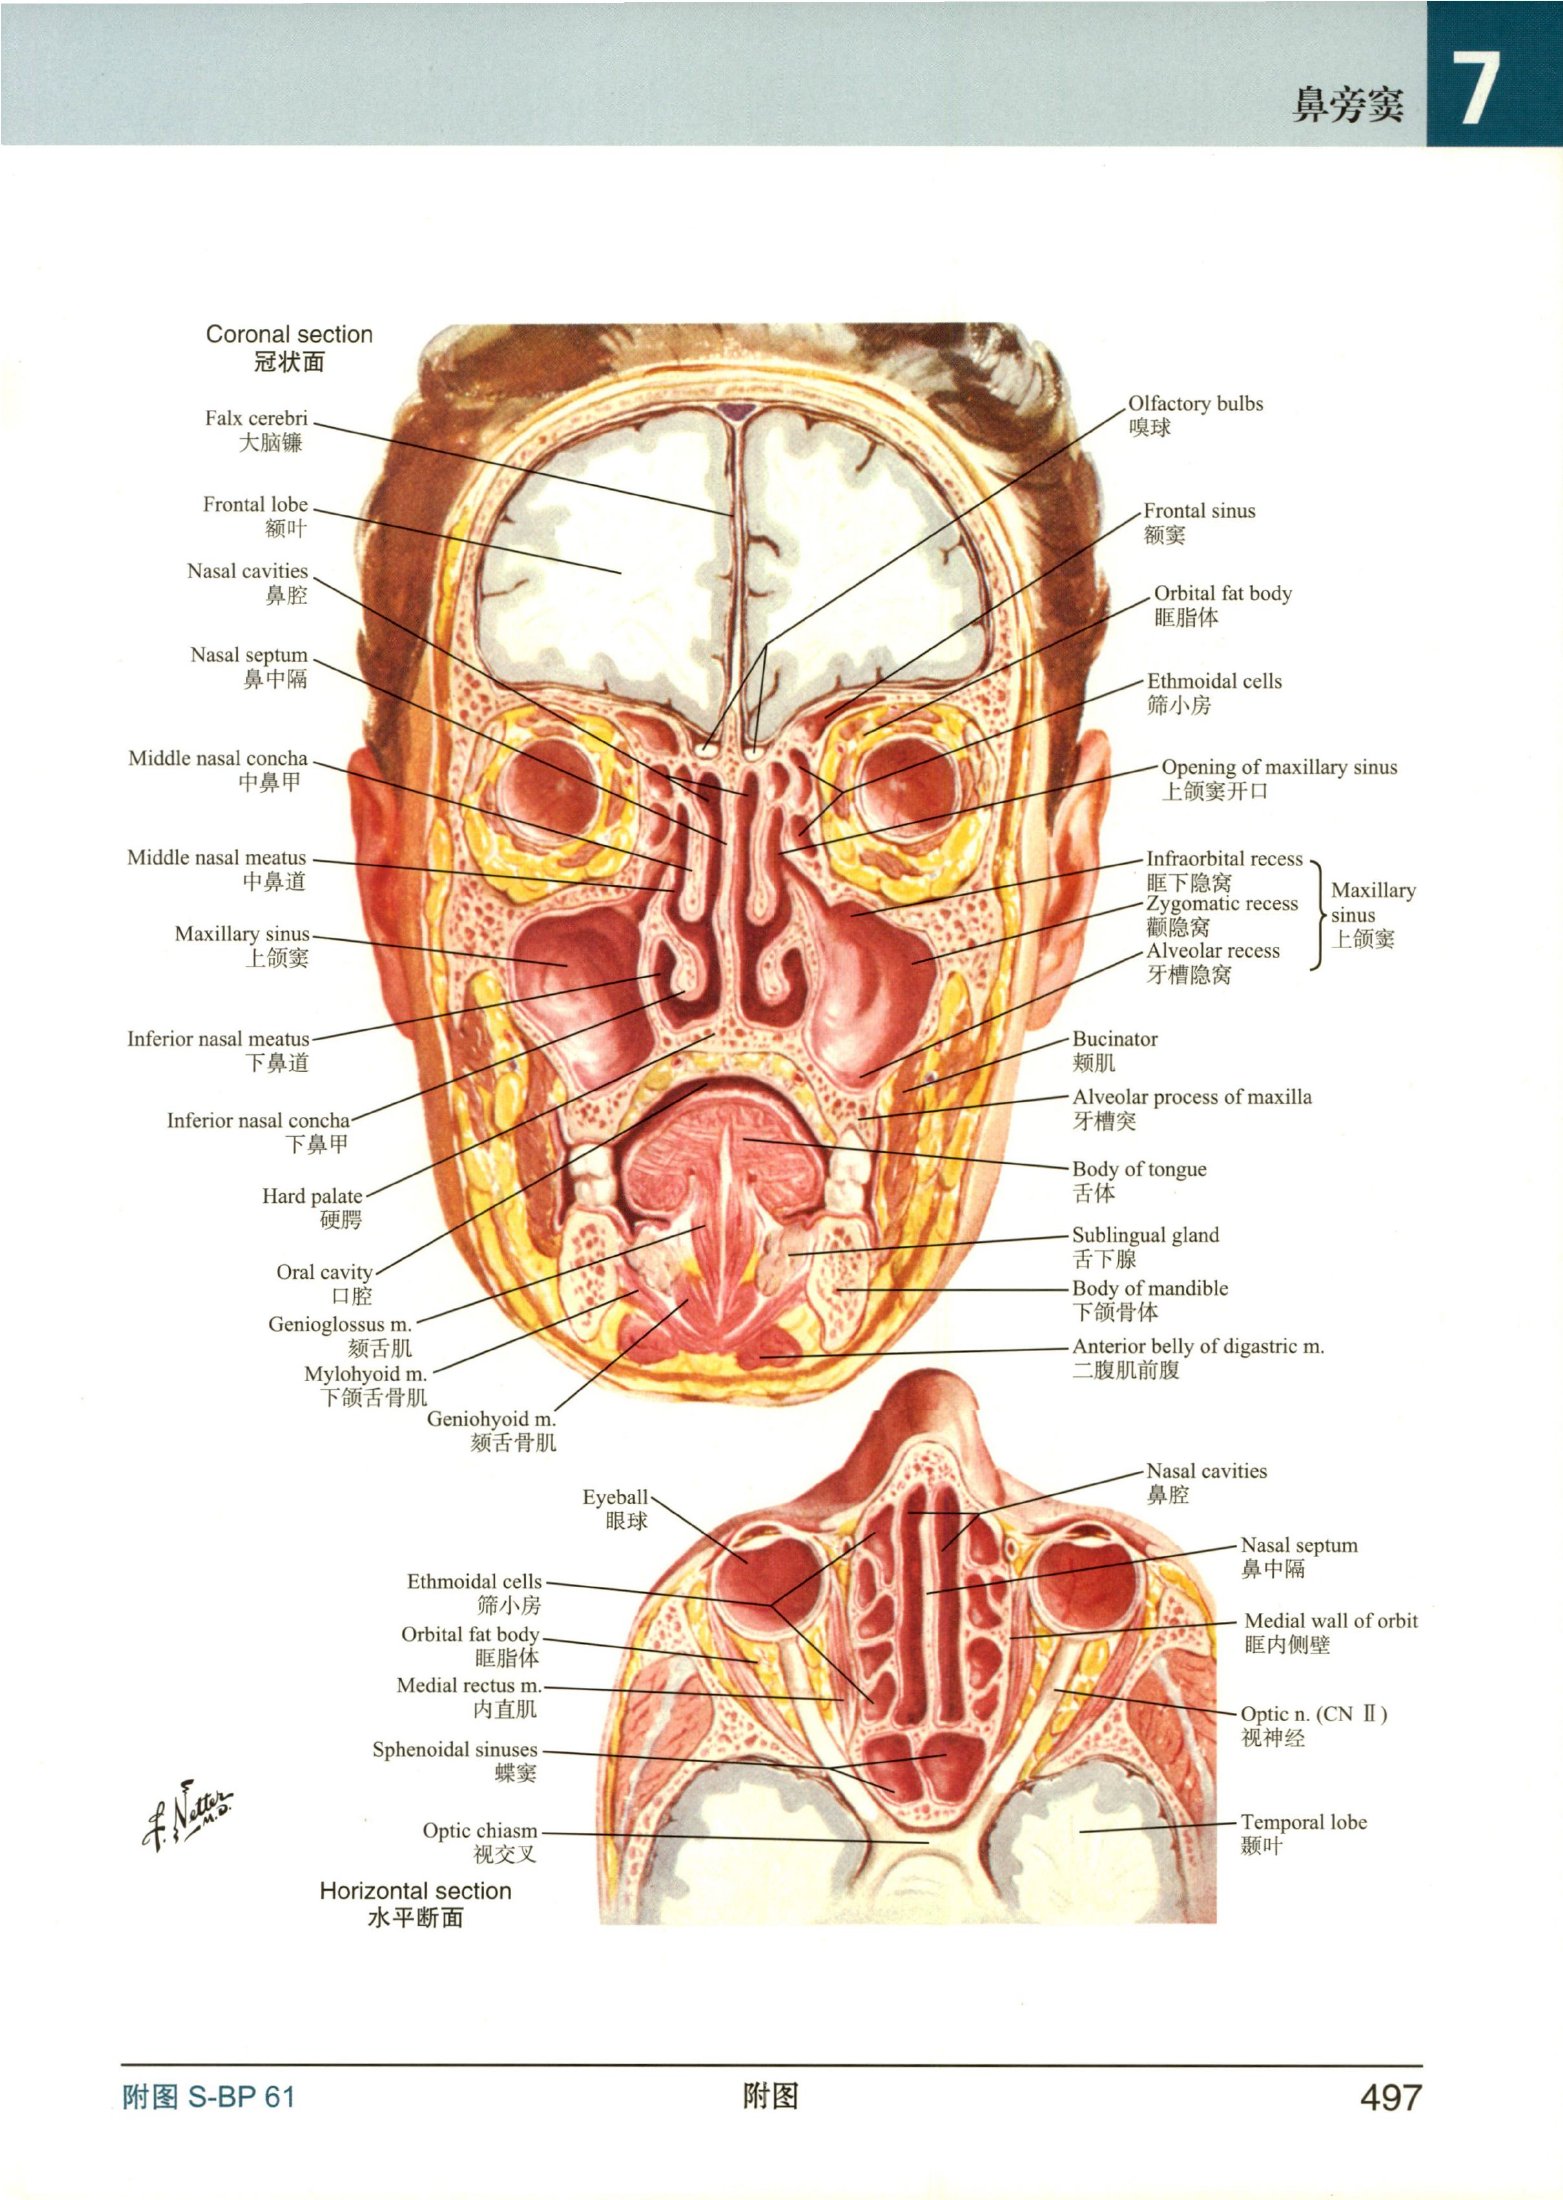 鼻旁窦
7
Coronal section
冠状面
Falx cerebri
大脑镰
Frontal lobe
额叶
Nasal cavities
鼻腔
Nasal septum
鼻中隔
Middle nasal concha
中鼻甲
Middle nasal meatus
中鼻道
Maxillary sinus
上颌窦
Inferior nasal meatus
下鼻道
Inferior nasal concha
下鼻甲
Hard palate
硬腭
Oral cavity
口腔
Genioglossus m.
颏舌肌
Mylohyoid m.
下颌舌骨肌
Geniohyoid m.
颏舌骨肌
Olfactory bulbs
嗅球
Frontal sinus
额窦
Orbital fat body
眶脂体
Ethmoidal cells
筛小房
Opening of maxillary sinus
上颌窦开口
Infraorbital recess
眶下隐窝
Zygomatic recess
颧隐窝
Alveolar recess
牙槽隐窝
Maxillary
sinus
上颌窦
Bucinator
颊肌
Alveolar process of maxilla
牙槽突
Body of tongue
舌体
Sublingual gland
舌下腺
Body of mandible
下颌骨体
Anterior belly of digastric m.
二腹肌前腹
Eyeball
眼球
Ethmoidal cells
筛小房
Orbital fat body
眶脂体
Medial rectus m.
内直肌
Sphenoidal sinuses
蝶窦
Optic chiasm
视交叉
Horizontal section
水平断面
Nasal cavities
鼻腔
Nasal septum
鼻中隔
Medial wall of orbit
眶内侧壁
Optic n. (CN Ⅱ)
视神经
Temporal lobe
颞叶
F. Netter
M.D.
附图 S-BP 61
附图
497